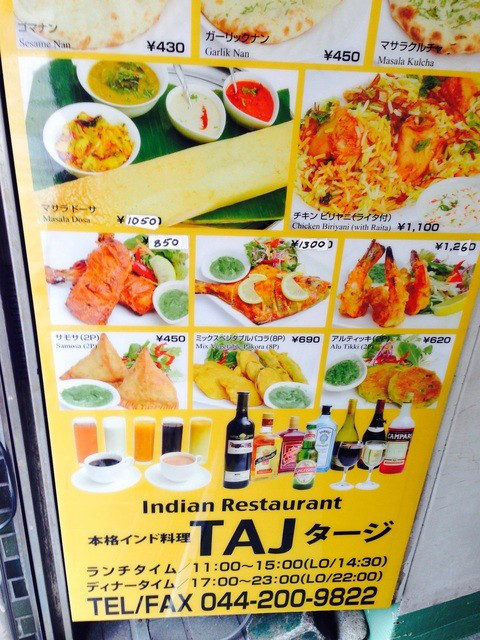 ゴマナン
Sesame Nan
¥430
ガーリックナン
Garlik Nan
¥450
マサラクルチャ
Masala Kulcha
マサラ ドーサ
Masala Dosa
¥1050
チキン ビリヤニ(ライタ付)
Chicken Biriyani (with Raita)
¥1,100
850
¥1300
¥1,260
サモサ(2P)
Samosa (2P)
¥450
ミックスベジタブルパコラ(8P)
Mix Vegetable Pakora (8P)
¥690
アルティッキ(2P)
Alu Tikki (2P)
¥620
CAMPARI
Indian Restaurant
本格インド料理 TAJ タージ
ランチタイム/11:00〜15:00(LO/14:30)
ディナータイム/17:00〜23:00(LO/22:00)
TEL/FAX 044-200-9822